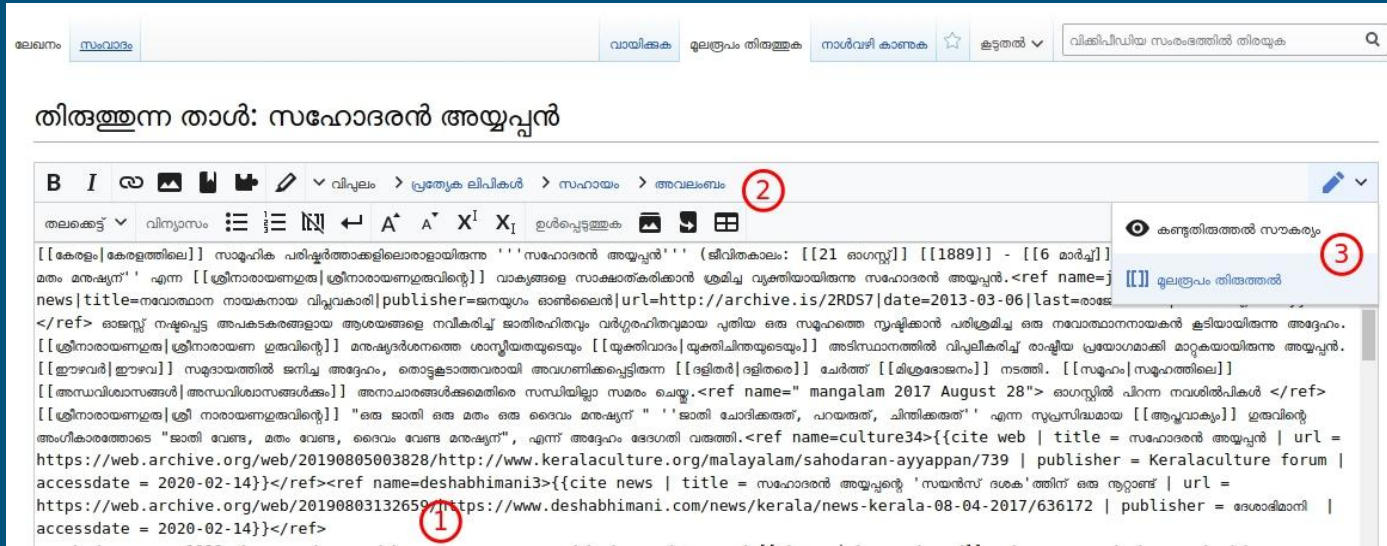 ലേഖനം സംവാദം വായിക്കുക മൂലരൂപം തിരുത്തുക നാൾവഴി കാണുക കൂടുതൽ വിക്കിപീഡിയ സംരംഭത്തിൽ തിരയുക
തിരുത്തുന്ന താൾ: സഹോദരൻ അയ്യപ്പൻ
B I വിപുലം പ്രത്യേക ലിപികൾ സഹായം അവലംബം 2
തലക്കെട്ട് വിന്യാസം A A X I X I ഉൾപ്പെടുത്തുക
കണ്ടുതിരുത്തൽ സൗകര്യം
3
[[]] മൂലരൂപം തിരുത്തൽ
[[കേരളം|കേരളത്തിലെ]] സാമൂഹിക പരിഷ്കർത്താക്കളിലൊരാളായിരുന്നു '''സഹോദരൻ അയ്യപ്പൻ''' (ജീവിതകാലം: [[21 ഓഗസ്റ്റ്]] [[1889]] - [[6 മാർച്ച്]]
മതം മനുഷ്യന്'' എന്ന [[ശ്രീനാരായണഗുരു|ശ്രീനാരായണഗുരുവിന്റെ]] വാക്യങ്ങളെ സാക്ഷാത്കരിക്കാൻ ശ്രമിച്ച വ്യക്തിയായിരുന്നു സഹോദരൻ അയ്യപ്പൻ.<ref name=j
news|title=നവോത്ഥാന നായകനായ വിപ്ലവകാരി|publisher=ജനയുഗം ഓൺലൈൻ|url=http://archive.is/2RDS7|date=2013-03-06|last=രാജേ
</ref> ഓജസ്സ് നഷ്ടപ്പെട്ട അപകടകരങ്ങളായ ആശയങ്ങളെ നവീകരിച്ച് ജാതിരഹിതവും വർഗ്ഗരഹിതവുമായ പുതിയ ഒരു സമൂഹത്തെ സൃഷ്ടിക്കാൻ പരിശ്രമിച്ച ഒരു നവോത്ഥാനനായകൻ കൂടിയായിരുന്നു അദ്ദേഹം.
[[ശ്രീനാരായണഗുരു|ശ്രീനാരായണ ഗുരുവിന്റെ]] മനുഷ്യദർശനത്തെ ശാസ്ത്രീയതയുടെയും [[യുക്തിവാദം|യുക്തിചിന്തയുടെയും]] അടിസ്ഥാനത്തിൽ വിപുലീകരിച്ച് രാഷ്ട്രീയ പ്രയോഗമാക്കി മാറ്റുകയായിരുന്നു അയ്യപ്പൻ.
[[ഈഴവർ|ഈഴവ]] സമുദായത്തിൽ ജനിച്ച അദ്ദേഹം, തൊട്ടുകൂടാത്തവരായി അവഗണിക്കപ്പെട്ടിരുന്ന [[ദളിതർ|ദളിതരെ]] ചേർത്ത് [[മിശ്രഭോജനം]] നടത്തി. [[സമൂഹം|സമൂഹത്തിലെ]]
[[അന്ധവിശ്വാസങ്ങൾ|അന്ധവിശ്വാസങ്ങൾക്കും]] അനാചാരങ്ങൾക്കുമെതിരെ സന്ധിയില്ലാ സമരം ചെയ്തു.<ref name=" mangalam 2017 August 28"> ഓഗസ്റ്റിൽ പിറന്ന നവശിൽപികൾ </ref>
[[ശ്രീനാരായണഗുരു|ശ്രീ നാരായണഗുരുവിന്റെ]] "ഒരു ജാതി ഒരു മതം ഒരു ദൈവം മനുഷ്യന് " ''ജാതി ചോദിക്കരുത്, പറയരുത്, ചിന്തിക്കരുത്'' എന്ന സുപ്രസിദ്ധമായ [[ആപ്തവാക്യം]] ഗുരുവിന്റെ
അംഗീകാരത്തോടെ "ജാതി വേണ്ട, മതം വേണ്ട, ദൈവം വേണ്ട മനുഷ്യന്", എന്ന് അദ്ദേഹം ഭേദഗതി വരുത്തി.<ref name=culture34>{{cite web | title = സഹോദരൻ അയ്യപ്പൻ | url =
https://web.archive.org/web/20190805003828/http://www.keralaculture.org/malayalam/sahodaran-ayyappan/739 | publisher = Keralaculture forum |
accessdate = 2020-02-14}}</ref><ref name=deshabhimani3>{{cite news | title = സഹോദരൻ അയ്യപ്പന്റെ 'സയൻസ് ദശക'ത്തിന് ഒരു നൂറ്റാണ്ട് | url =
https://web.archive.org/web/20190803132659/https://www.deshabhimani.com/news/kerala/news-kerala-08-04-2017/636172 | publisher = ദേശാഭിമാനി |
1
accessdate = 2020-02-14}}</ref>